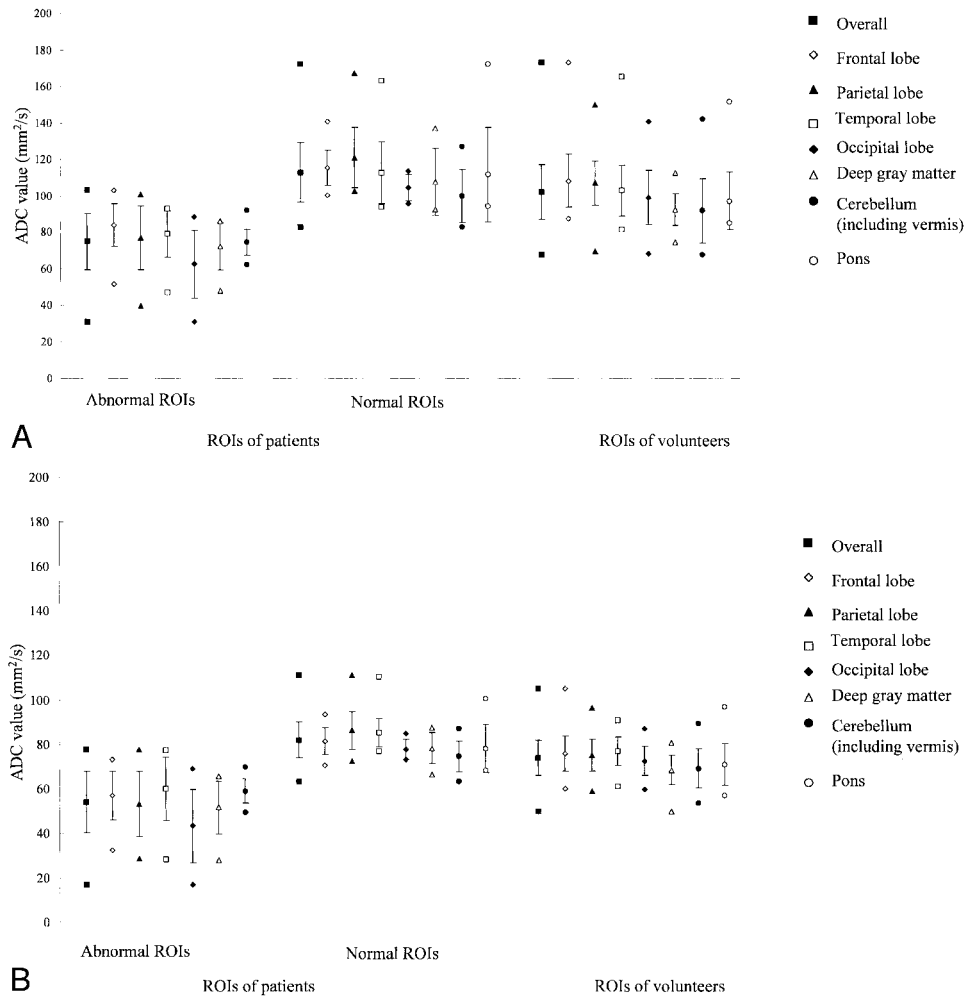 200
180
160
140
120
100
80
60
40
20
0
ADC value (mm²/s)
Abnormal ROIs
Normal ROIs
ROIs of patients
ROIs of volunteers
Overall
Frontal lobe
Parietal lobe
Temporal lobe
Occipital lobe
Deep gray matter
Cerebellum
(including vermis)
Pons
A
200
180
160
140
120
100
80
60
40
20
0
ADC value (mm²/s)
Abnormal ROIs
Normal ROIs
ROIs of patients
ROIs of volunteers
Overall
Frontal lobe
Parietal lobe
Temporal lobe
Occipital lobe
Deep gray matter
Cerebellum
(including vermis)
Pons
B